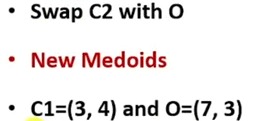 • Swap C2 with O
• New Medoids
• C1=(3, 4) and O=(7, 3)